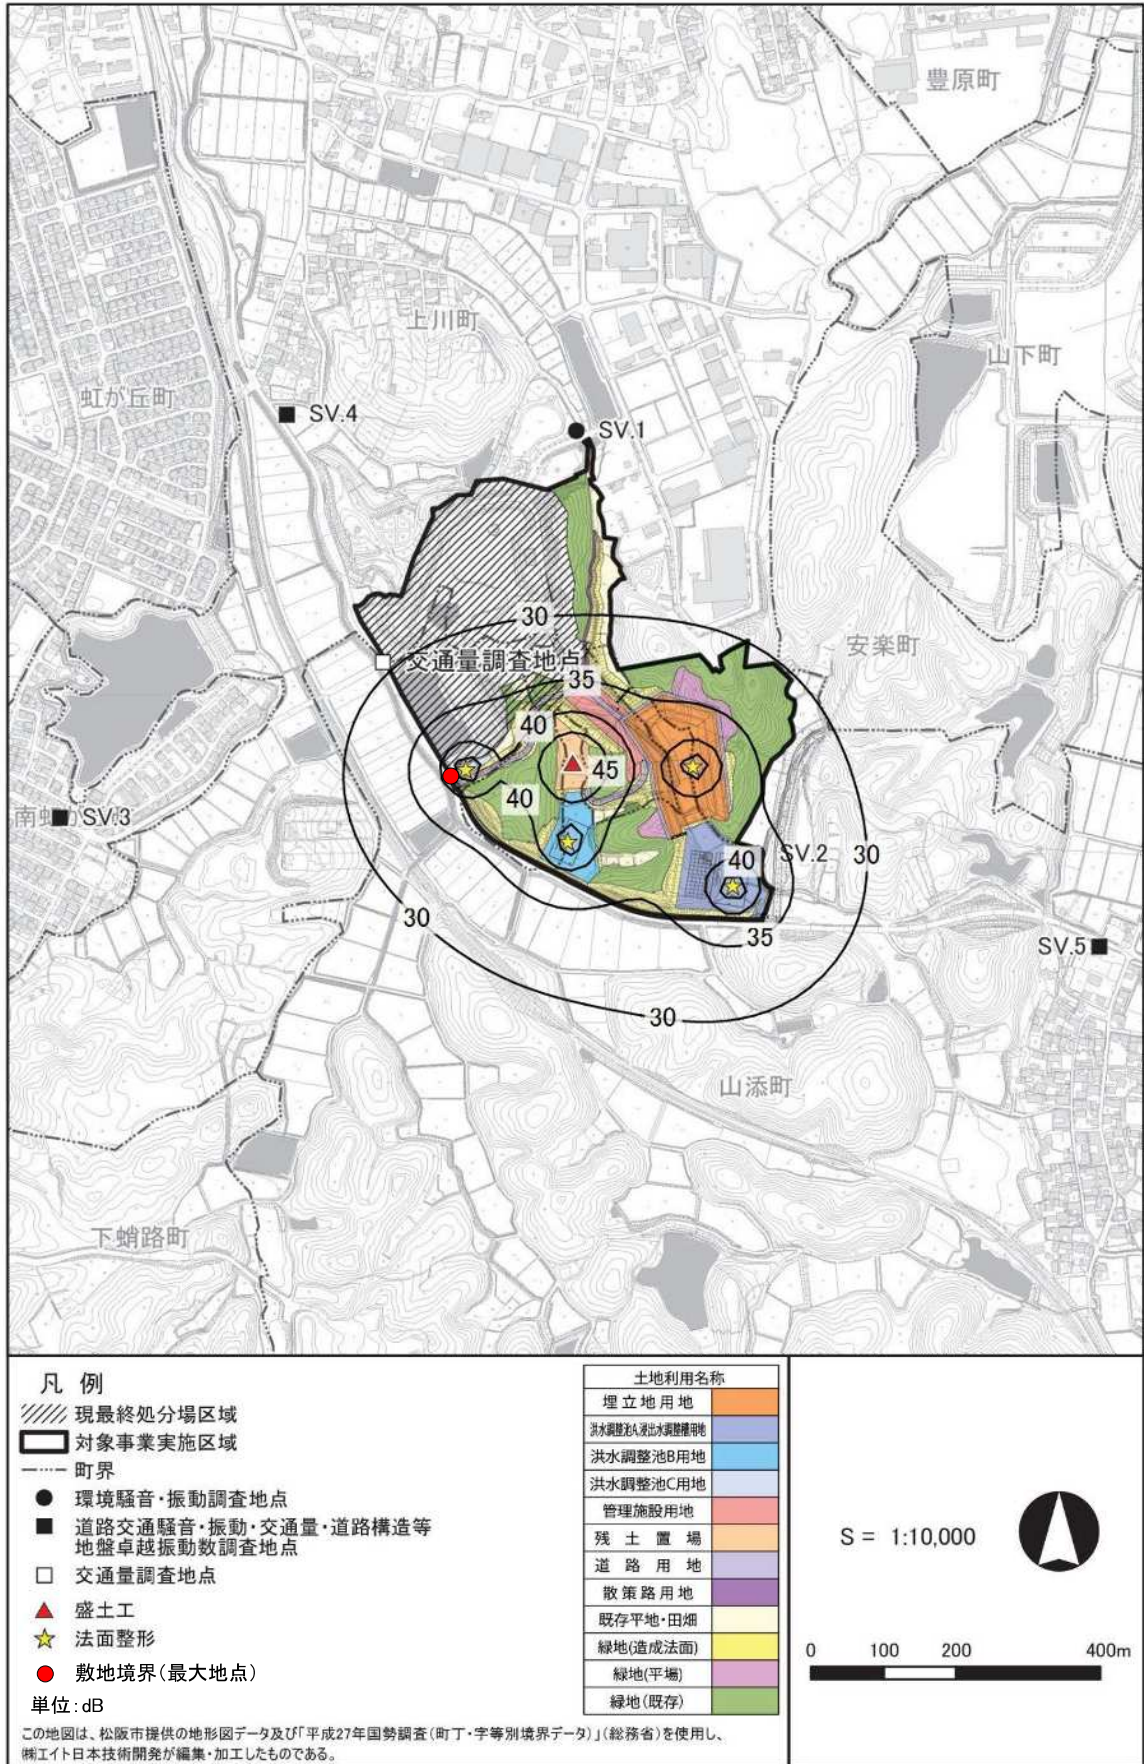 豊原町
上川町
山下町
虹が丘町
SV.4
SV.1
30
安楽町
交通量調査地点
35
40
45
40
SV.3
40
SV.2
30
30
35
SV.5
30
山添町
下蛸路町
凡 例
現最終処分場区域
対象事業実施区域
町界
環境騒音・振動調査地点
道路交通騒音・振動・交通量・道路構造等
地盤卓越振動数調査地点
交通量調査地点
盛土工
法面整形
敷地境界(最大地点)
単位:dB
土地利用名称
埋立地用地
洪水調整池A,浸出水調整槽用地
洪水調整池B用地
洪水調整池C用地
管理施設用地
残土置場
道路用地
散策路用地
既存平地・田畑
緑地(造成法面)
緑地(平場)
緑地(既存)
S = 1:10,000
0 100 200 400m
この地図は、松阪市提供の地形図データ及び「平成27年国勢調査(町丁・字等別境界データ)」(総務省)を使用し、
㈱エイト日本技術開発が編集・加工したものである。